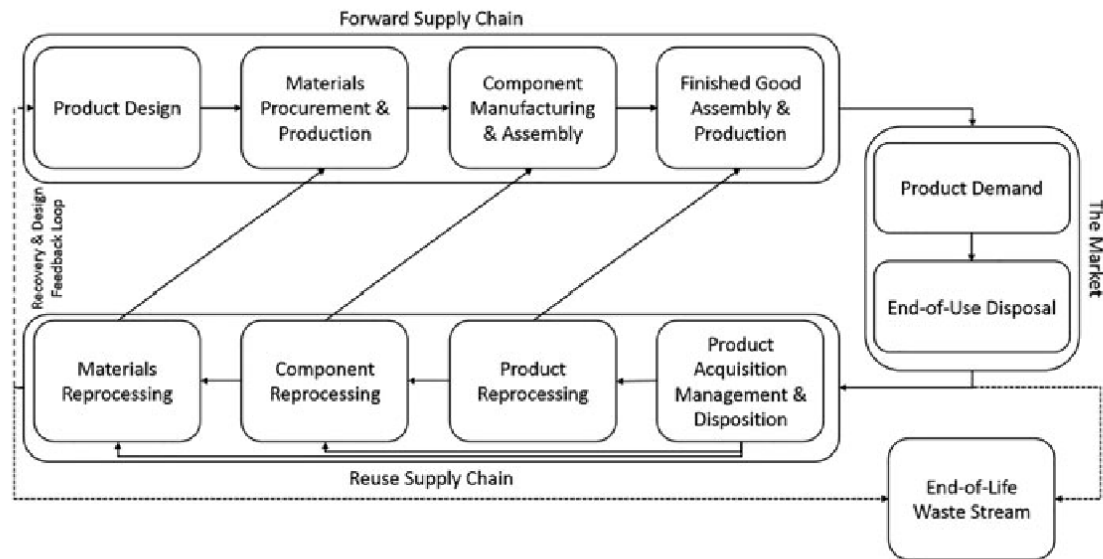 Forward Supply Chain
Product Design
Materials
Procurement &
Production
Component
Manufacturing
& Assembly
Finished Good
Assembly &
Production
Product Demand
End-of-Use Disposal
The Market
Recovery & Design
Feedback Loop
Materials
Reprocessing
Component
Reprocessing
Product
Reprocessing
Product
Acquisition
Management &
Disposition
Reuse Supply Chain
End-of-Life
Waste Stream